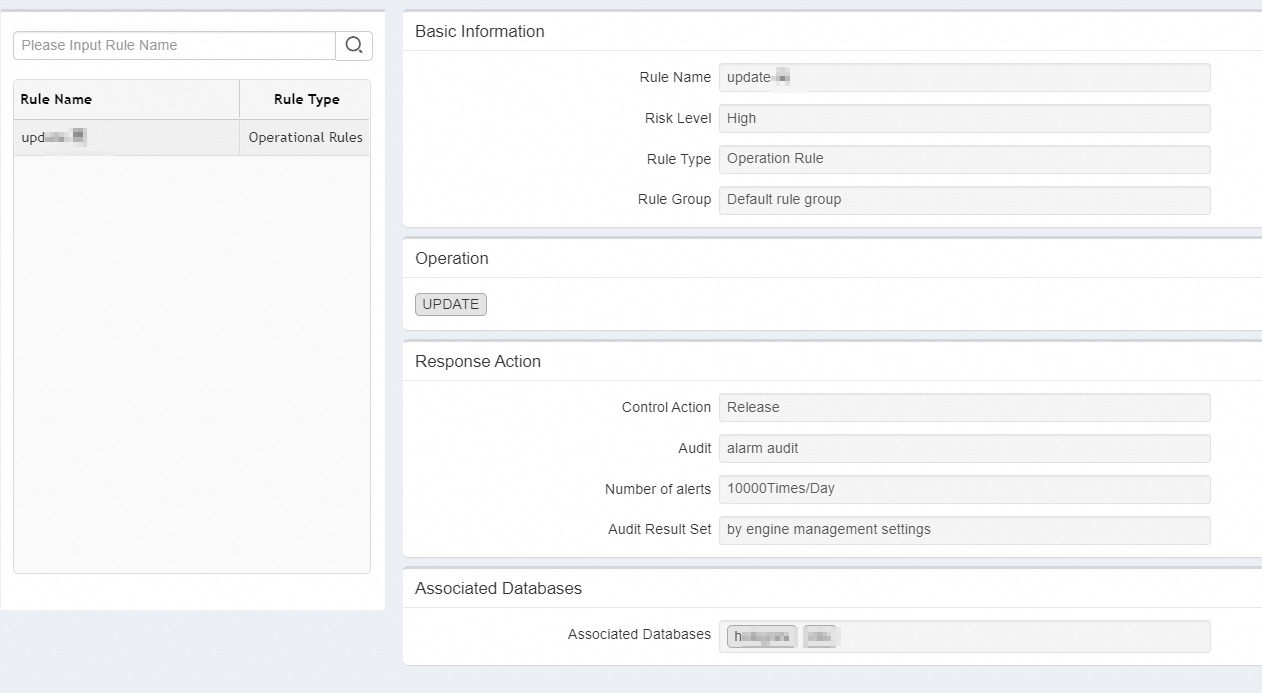 Please Input Rule Name
Rule Name Rule Type
Operational Rules
Basic Information
Rule Name update
Risk Level High
Rule Type Operation Rule
Rule Group Default rule group
Operation
UPDATE
Response Action
Control Action Release
Audit alarm audit
Number of alerts 10000Times/Day
Audit Result Set by engine management settings
Associated Databases
Associated Databases